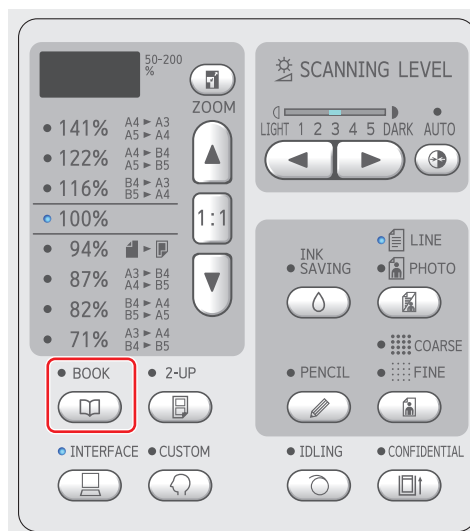 50-200
%
ZOOM
141% A4 ► A3
A5 ► A4
122% A4 ► B4
A5 ► B5
116% B4 ► A3
B5 ► A4
100%
1:1
94%
87% A3 ► B4
A4 ► B5
82% B4 ► A4
B5 ► A5
71% A3 ► A4
B4 ► B5
BOOK
2-UP
INTERFACE
CUSTOM
SCANNING LEVEL
LIGHT 1 2 3 4 5 DARK AUTO
INK
SAVING
LINE
PHOTO
COARSE
PENCIL
FINE
IDLING
CONFIDENTIAL